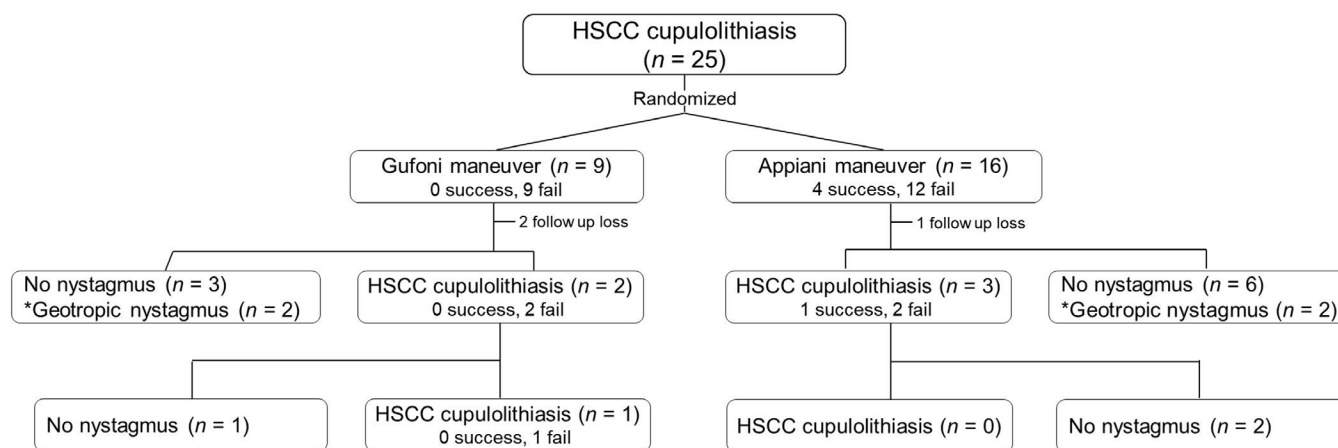 HSCC cupulolithiasis
(n = 25)
Randomized
Gufoni maneuver (n = 9)
0 success, 9 fail
Appiani maneuver (n = 16)
4 success, 12 fail
2 follow up loss
1 follow up loss
No nystagmus (n = 3)
*Geotropic nystagmus (n = 2)
HSCC cupulolithiasis (n = 2)
0 success, 2 fail
HSCC cupulolithiasis (n = 3)
1 success, 2 fail
No nystagmus (n = 6)
*Geotropic nystagmus (n = 2)
No nystagmus (n = 1)
HSCC cupulolithiasis (n = 1)
0 success, 1 fail
HSCC cupulolithiasis (n = 0)
No nystagmus (n = 2)